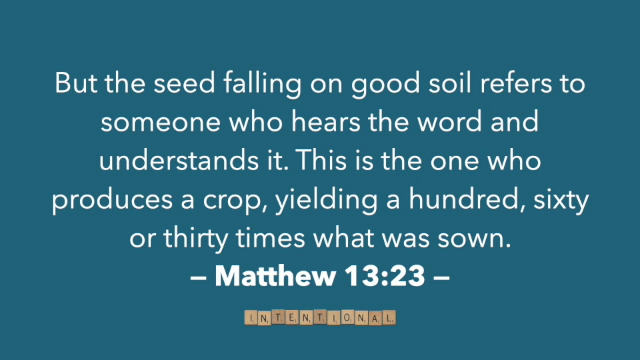 But the seed falling on good soil refers to
someone who hears the word and
understands it. This is the one who
produces a crop, yielding a hundred, sixty
or thirty times what was sown.
– Matthew 13:23 –
INTENTIONAL